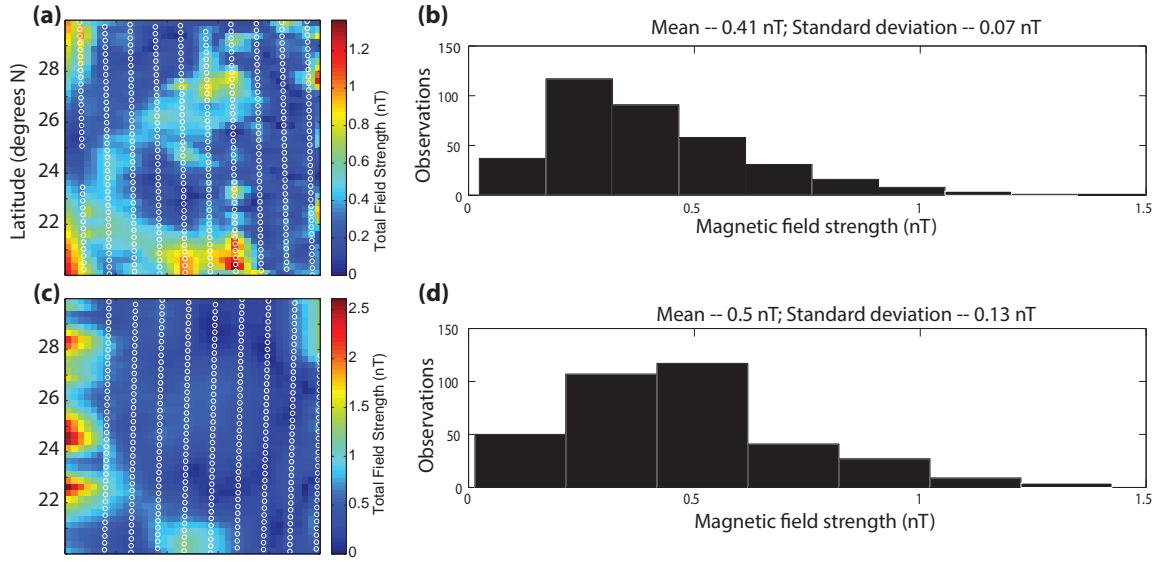 (a)
Latitude (degrees N)
28
26
24
22
1.2
1
0.8
0.6
0.4
0.2
0
Total Field Strength (nT)
(b)
Mean -- 0.41 nT; Standard deviation -- 0.07 nT
Observations
150
100
50
0
0
0.5
1
1.5
Magnetic field strength (nT)
(c)
28
26
24
22
2.5
2
1.5
1
0.5
0
Total Field Strength (nT)
(d)
Mean -- 0.5 nT; Standard deviation -- 0.13 nT
Observations
150
100
50
0
0
0.5
1
1.5
Magnetic field strength (nT)